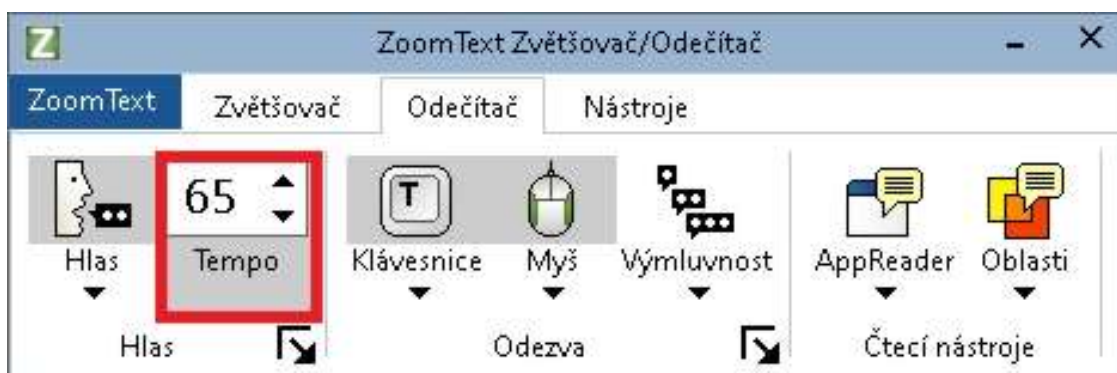 Z ZoomText Zvětšovač/Odečítač
ZoomText Zvětšovač Odečítač Nástroje
65 T
Hlas Tempo Klávesnice Myš Výmluvnost AppReader Oblasti
Hlas Odezva Čtecí nástroje